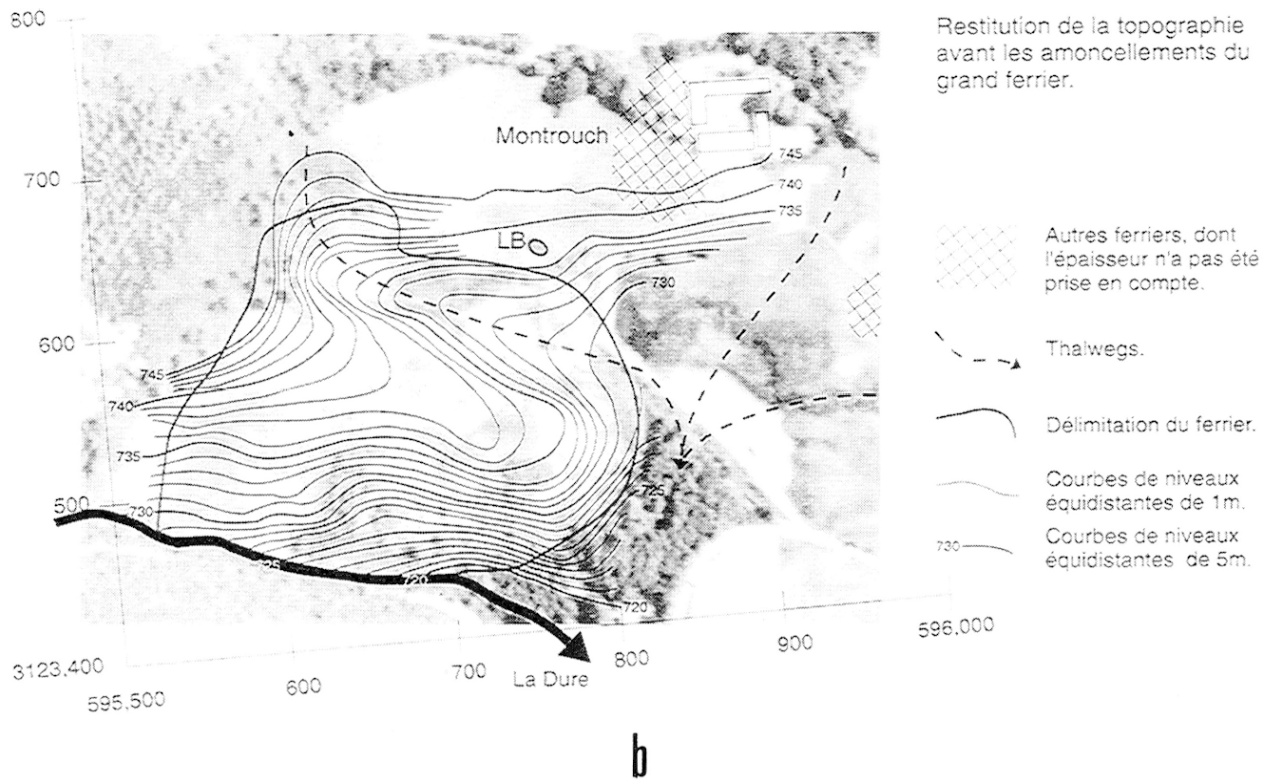 800
Restitution de la topographie
avant les amoncellements du
grand ferrier.
Montrouch
745
700
740
735
LB
Autres ferriers, dont
l'épaisseur n'a pas été
prise en compte.
730
600
Thalwegs.
745
740
Délimitation du ferrier.
735
500
725
Courbes de niveaux
équidistantes de 1m.
730
730
Courbes de niveaux
équidistantes de 5m.
725
720
720
596,000
900
800
700
La Dure
600
3123,400
595,500
b